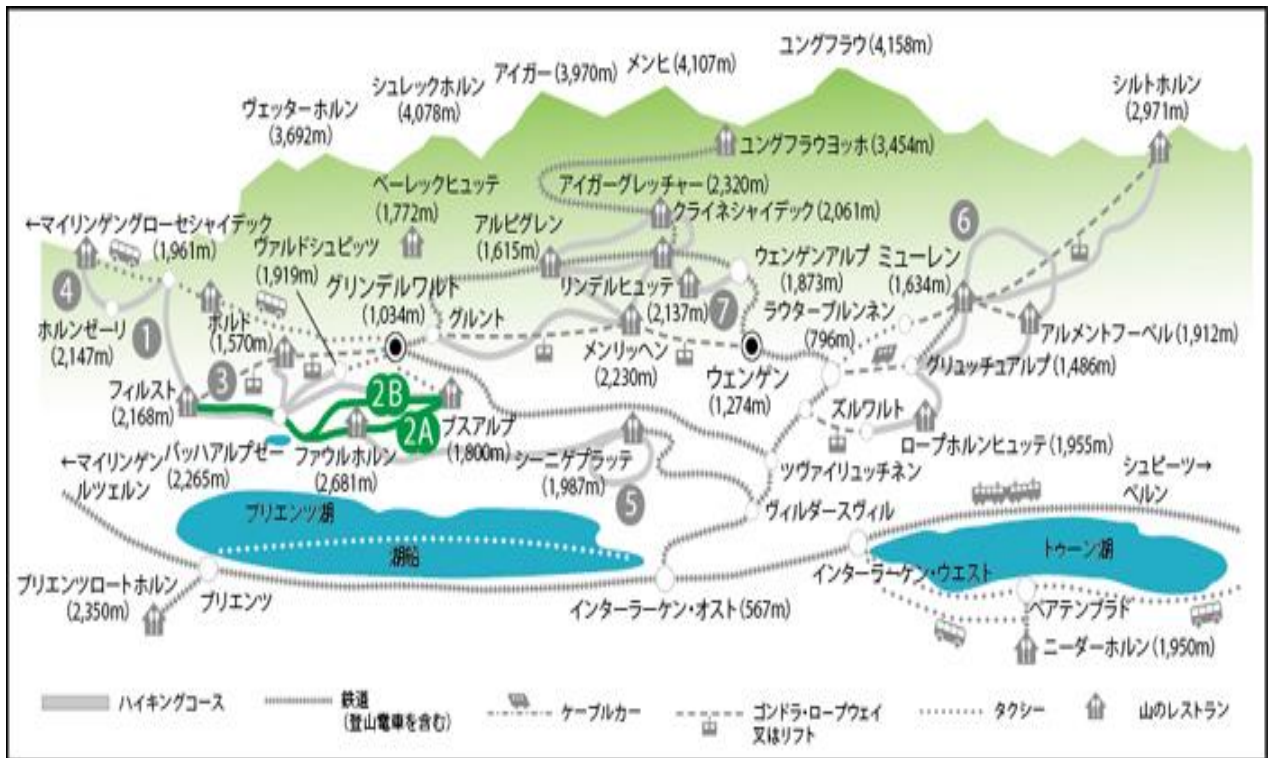 ユングフラウ(4,158m)
メンヒ(4,107m)
アイガー(3,970m)
シュレックホルン
(4,078m)
ヴェッターホルン
(3,692m)
シルトホルン
(2,971m)
ユングフラウヨッホ(3,454m)
アイガーグレッチャー(2,320m)
クライネシャイデック(2,061m)
ベーレックヒュッテ
(1,772m)
アルピグレン
(1,615m)
←マイリンゲングローセシャイデック
(1,961m)
ヴァルドシュピッツ
(1,919m)
グリンデルワルト
(1,034m)
グルント
リンデルヒュッテ
(2,137m)
ウェンゲンアルプ
(1,873m)
ミューレン
(1,634m)
6
7
ラウターブルンネン
(796m)
アルメントフーベル(1,912m)
4
1
ホルンゼーリ
(2,147m)
ボルト
(1,570m)
メンリッヘン
(2,230m)
ウェンゲン
(1,274m)
グリュッチュアルプ(1,486m)
3
フィルスト
(2,168m)
2B
2A
ブスアルプ
(1,800m)
ズルワルト
ロープホルンヒュッテ(1,955m)
バッハアルプゼー
(2,265m)
ファウルホルン
(2,681m)
シーニゲプラッテ
(1,987m)
5
ツヴァイリュッチネン
←マイリンゲン
ルツェルン
シュピーツ→
ベルン
ヴィルダースヴィル
ブリエンツ湖
湖船
トゥーン湖
インターラーケン・ウエスト
ブリエンツロートホルン
(2,350m)
ブリエンツ
インターラーケン・オスト(567m)
ベアテンブラド
ニーダーホルン(1,950m)
ハイキングコース
鉄道
(登山電車を含む)
ケーブルカー
ゴンドラ・ロープウェイ
又はリフト
タクシー
山のレストラン